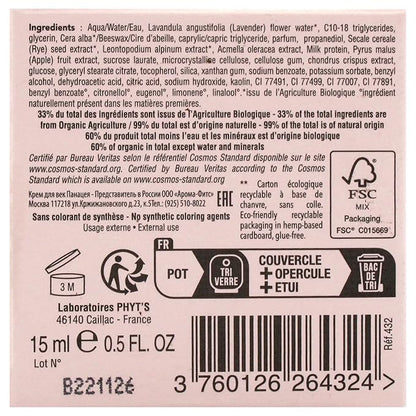 Ingredients : Aqua/Water/Eau, Lavandula angustifolia (Lavender) flower water*, C10-18 triglycerides,
glycerin, Cera alba*/Beeswax/Cire d'abeille, caprylic/capric triglyceride, parfum, propanediol, Secale cereale
(Rye) seed extract*, Leontopodium alpinum extract*, Acmella oleracea extract, Milk protein, Pyrus malus
(Apple) fruit extract*, sucrose laurate, microcrystalline cellulose, cellulose gum, chondrus crispus extract,
glucose, glyceryl stearate citrate, tocopherol, silica, xanthan gum, sodium benzoate, potassium sorbate, benzyl
alcohol, dehydroacetic acid, citric acid, sodium hydroxide, lactic acid, CI 77891, CI 77499, CI 77007, CI 77891,
benzyl benzoate°, citronellol°, eugenol°, limonene°, linalool°. *ingrédient issu de l'Agriculture Biologique °ingrédient
naturellement présent dans les matières premières.
33% du total des ingrédients sont issus de l'Agriculture Biologique - 33% of the total ingredients are
from Organic Agriculture / 99% du total est d'origine naturelle - 99% of total is of natural origin
60% du produit total moins l'eau et les minéraux est d'origine biologique
60% of organic in total except water and minerals
Certifié par Bureau Veritas selon le référentiel Cosmos Standard disponible sur
www.cosmos-standard.org / Certified by Bureau Veritas according to the Cosmos
Standard which is available on www.cosmos-standard.org
Крем для век Панацея - Представитель в России ООО «Арома-Фитс»
Москва 117218 ул.Кржижановского д.23, к.5Тел.: (925) 510-8022
EAC
Sans colorant de synthèse - No synthetic coloring agents
Usage externe • External use
** Carton écologique
recyclable à base de
chanvre, sans colle.
Eco-friendly recyclable
packaging in hemp-based
cardboard, glue-free.
FSC
MIX
Packaging
FSC® C015669
3 M
Laboratoires PHYT'S
46140 Caillac - France
FR
POT
TRI
VERRE
COUVERCLE
+OPERCULE
+ETUI
BAC
DE TRI
15 ml e 0.5 FL. OZ
Lot N°
B221126
3 760126 264324 >
Réf.432